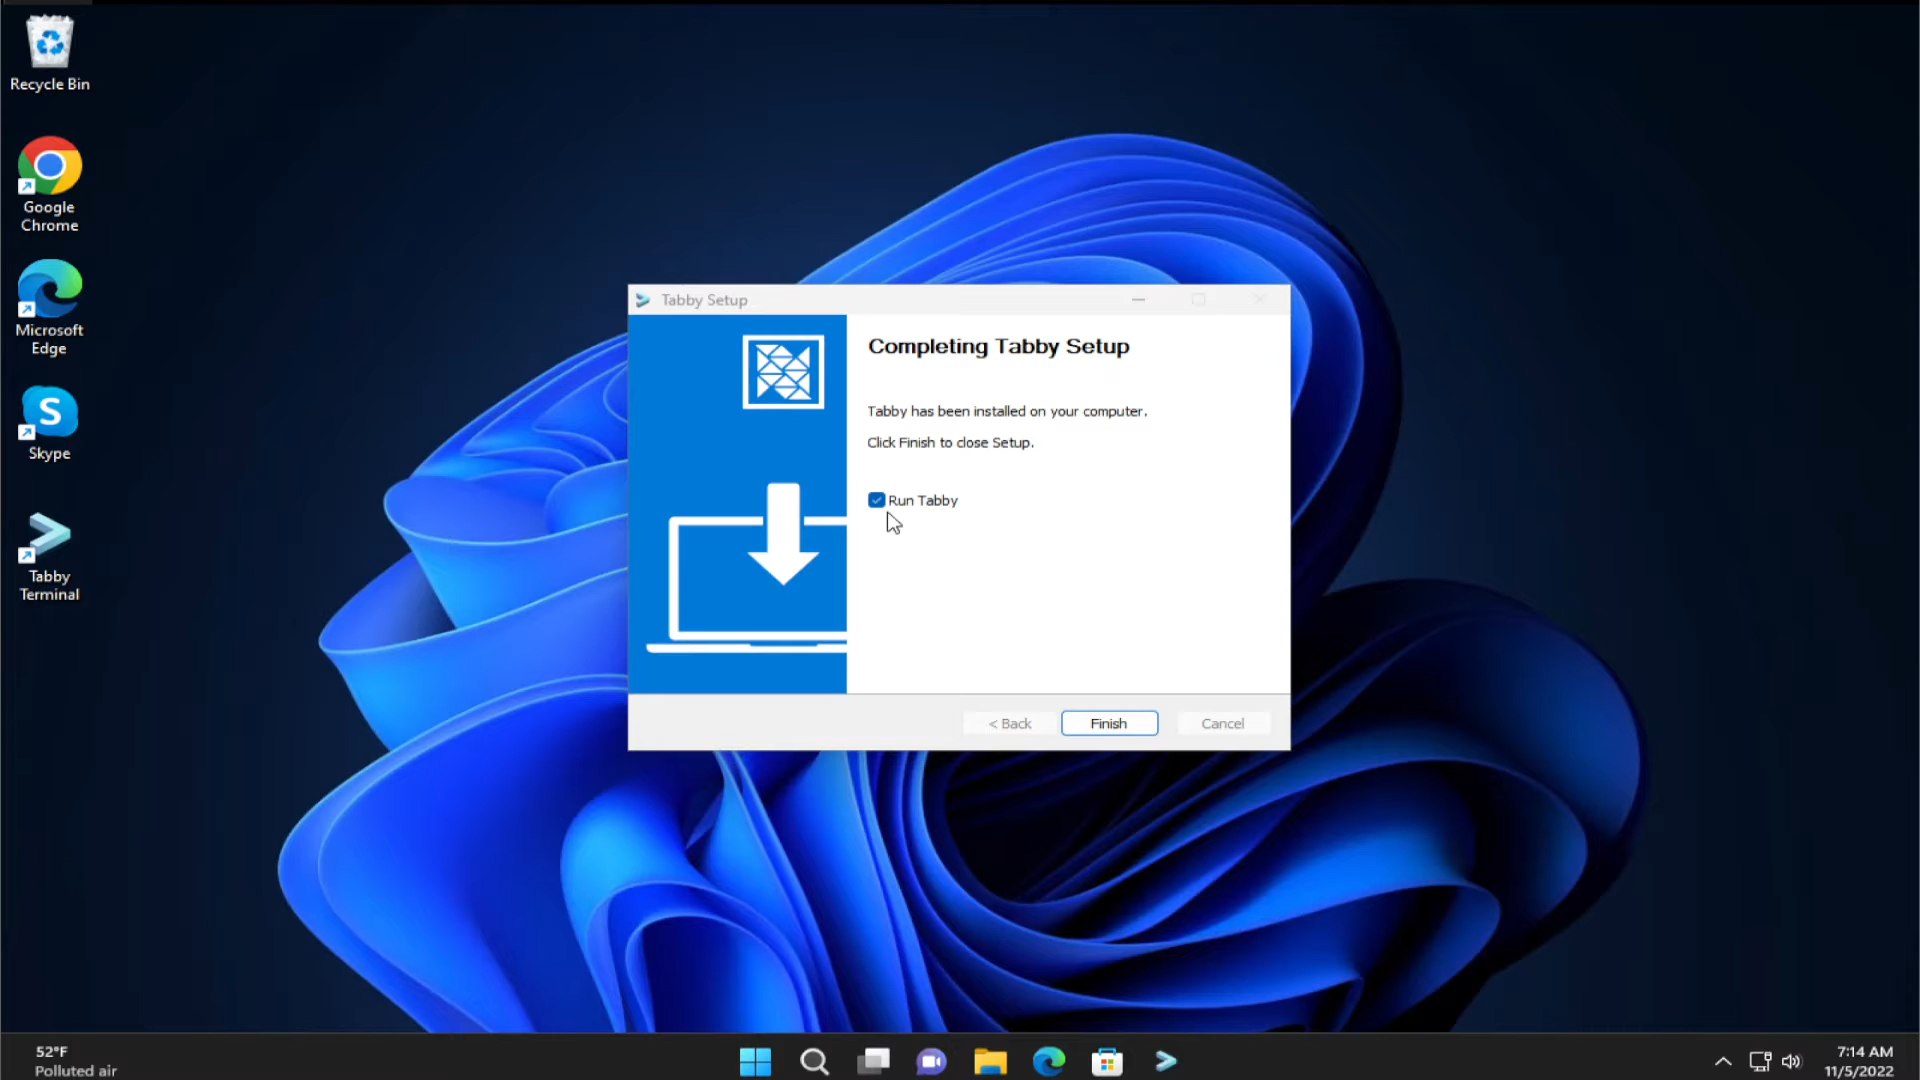 Recycle Bin
Google
Chrome
Microsoft
Edge
Skype
Tabby
Terminal
Tabby Setup
Completing Tabby Setup
Tabby has been installed on your computer.
Click Finish to close Setup.
Run Tabby
< Back
Finish
Cancel
52°F
Polluted air
7:14 AM
11/5/2022